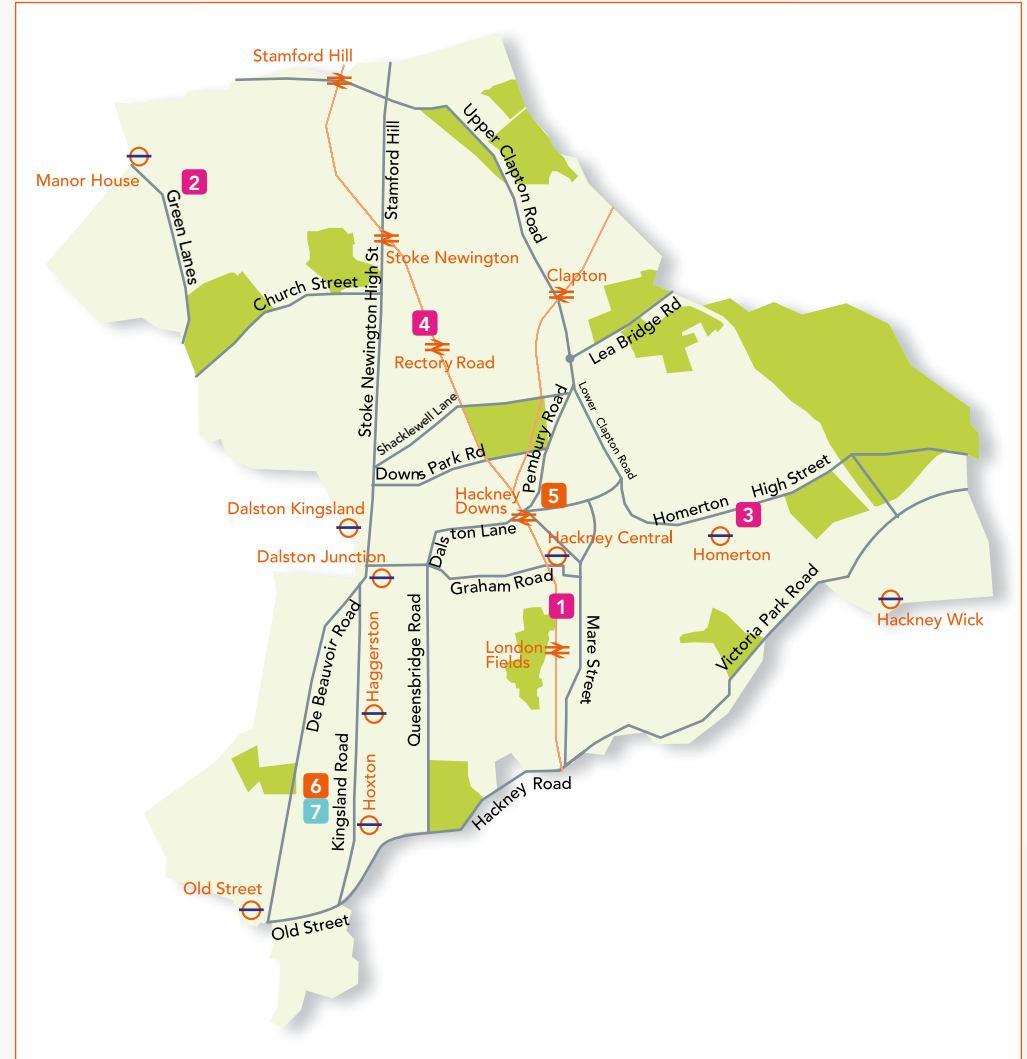 Stamford Hill
Upper Clapton Road
Stamford Hill
Manor House
2
Green Lanes
Stoke Newington
Church Street
Stoke Newington High St
Clapton
4
Rectory Road
Lea Bridge Rd
Shacklewell Lane
Lower Clapton Road
Pembury Road
Downs Park Rd
High Street
Homerton
Hackney
Downs
5
3
Dalston Kingsland
Dalston Lane
Hackney Central
Homerton
Dalston Junction
Graham Road
Victoria Park Road
Hackney Wick
1
De Beauvoir Road
Haggerston
Queensbridge Road
London
Fields
Mare Street
6
7
Kingsland Road
Hoxton
Hackney Road
Old Street
Old Street